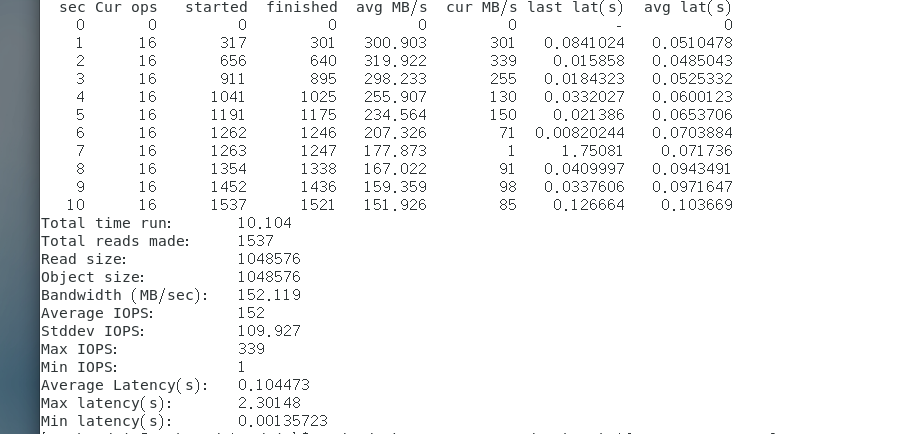 sec Cur ops started finished avg MB/s cur MB/s last lat(s) avg lat(s)
0 0 0 0 0 0 - 0
1 16 317 301 300.903 301 0.0841024 0.0510478
2 16 656 640 319.922 339 0.015858 0.0485043
3 16 911 895 298.233 255 0.0184323 0.0525332
4 16 1041 1025 255.907 130 0.0332027 0.0600123
5 16 1191 1175 234.564 150 0.021386 0.0653706
6 16 1262 1246 207.326 71 0.00820244 0.0703884
7 16 1263 1247 177.873 1 1.75081 0.071736
8 16 1354 1338 167.022 91 0.0409997 0.0943491
9 16 1452 1436 159.359 98 0.0337606 0.0971647
10 16 1537 1521 151.926 85 0.126664 0.103669
Total time run: 10.104
Total reads made: 1537
Read size: 1048576
Object size: 1048576
Bandwidth (MB/sec): 152.119
Average IOPS: 152
Stddev IOPS: 109.927
Max IOPS: 339
Min IOPS: 1
Average Latency(s): 0.104473
Max latency(s): 2.30148
Min latency(s): 0.00135723